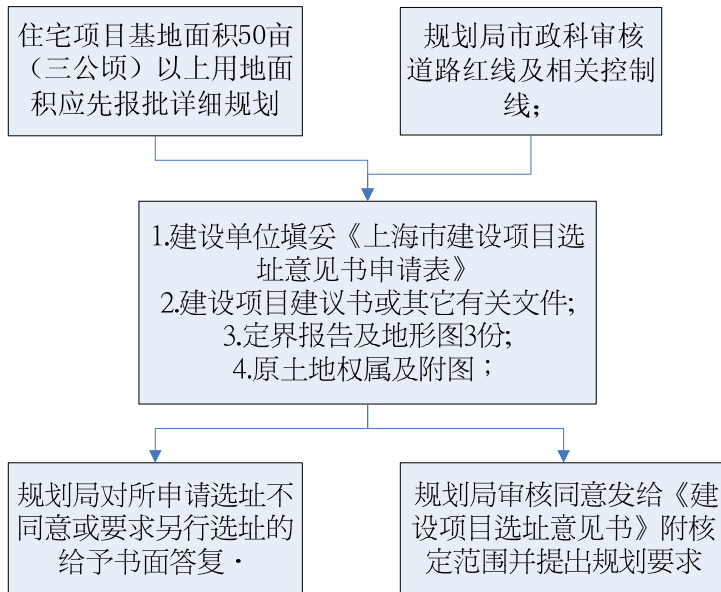 住宅项目基地面积50亩
（三公顷）以上用地面
积应先报批详细规划
规划局市政科审核
道路红线及相关控制
线；
1.建设单位填妥《上海市建设项目选
址意见书申请表》
2.建设项目建议书或其它有关文件;
3.定界报告及地形图3份;
4.原土地权属及附图；
规划局对所申请选址不
同意或要求另行选址的
给予书面答复·
规划局审核同意发给《建
设项目选址意见书》附核
定范围并提出规划要求